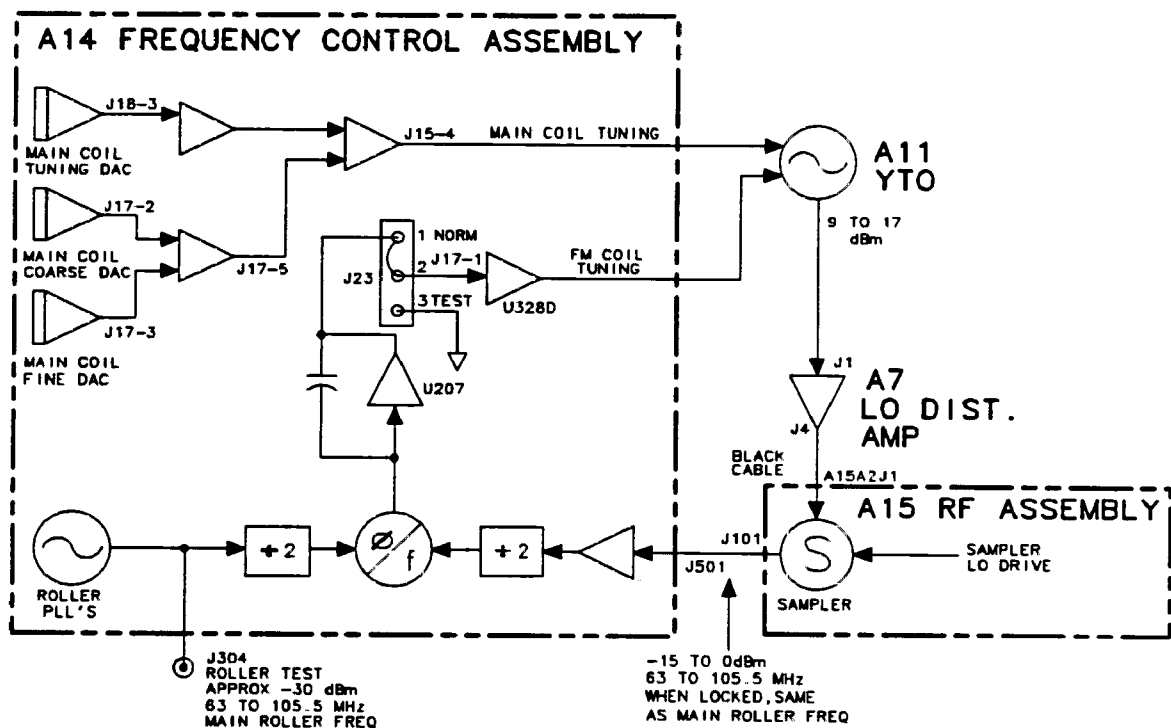 A14 FREQUENCY CONTROL ASSEMBLY
J18-3
MAIN COIL
TUNING DAC
J15-4
MAIN COIL TUNING
A11
YTO
J17-2
MAIN COIL
COARSE DAC
J17-5
1 NORM
J23
2
J17-1
3 TEST
U328D
FM COIL
TUNING
9 TO 17
dBm
J17-3
MAIN COIL
FINE DAC
U207
J1
A7
LO DIST.
AMP
J4
BLACK
CABLE
A15A2J1
A15 RF ASSEMBLY
ROLLER
PLL'S
÷2
Ø
f
÷2
J101
J501
S
SAMPLER
SAMPLER
LO DRIVE
J304
ROLLER TEST
APPROX -30 dBm
63 TO 105.5 MHz
MAIN ROLLER FREQ
-15 TO 0dBm
63 TO 105.5 MHz
WHEN LOCKED, SAME
AS MAIN ROLLER FREQ